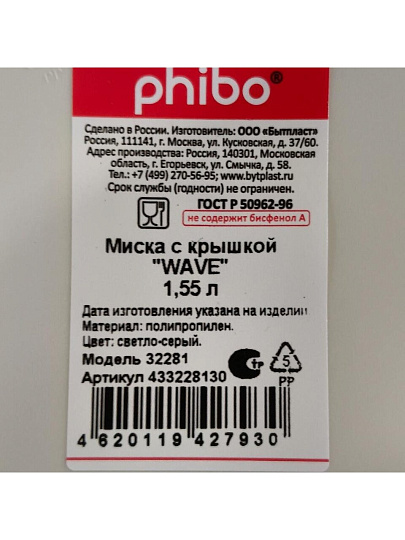 phibo®
Сделано в России. Изготовитель: ООО «Бытпласт»
Россия, 111141, г. Москва, ул. Кусковская, д. 37/60.
Адрес производства: Россия, 140301, Московская
область, г. Егорьевск, ул. Смычка, д. 58.
Тел.: +7 (499) 270-56-95; www.bytplast.ru
Срок службы (годности) не ограничен.
ГОСТ Р 50962-96
не содержит бисфенол А
Миска с крышкой
"WAVE"
1,55 л
Дата изготовления указана на изделии
Материал: полипропилен.
Цвет: светло-серый.
Модель 32281
Артикул 433228130
тр
5
PP
4 620119 427930